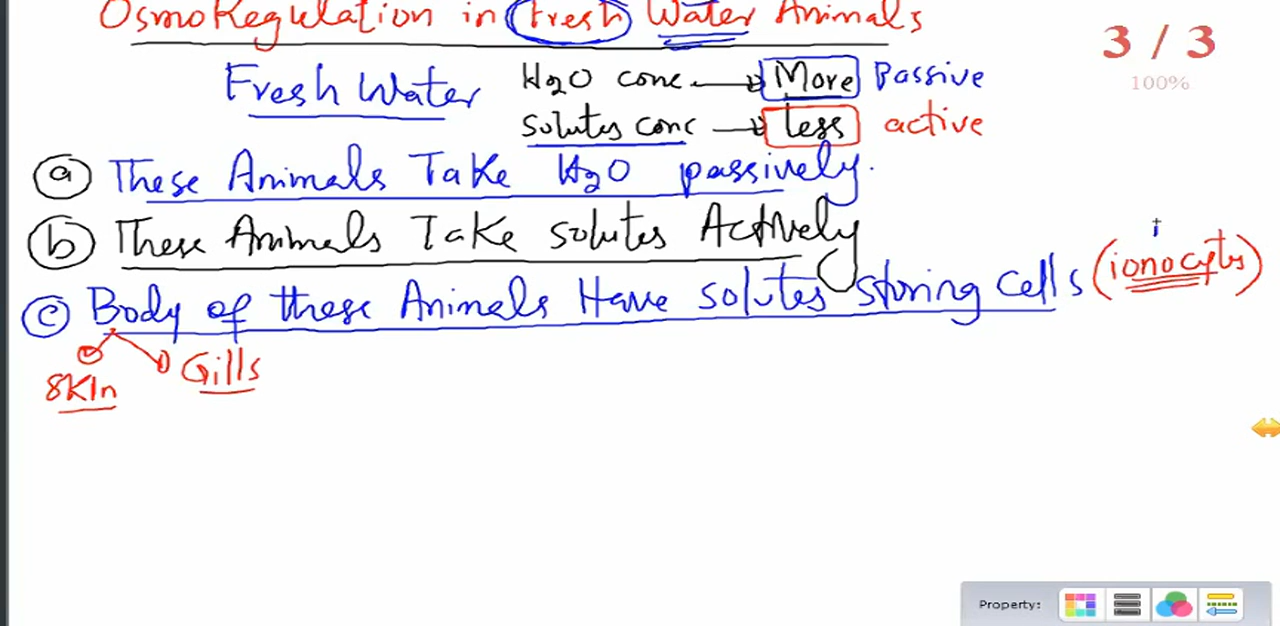 OsmoRegulation in Fresh Water Animals
3 / 3
100%
Fresh Water
H2O conc → More Passive
Solutes conc → less active
a These Animals Take H2O passively.
b These Animals Take solutes Actively
c Body of these Animals Have solutes storing cells (ionocyts)
SKIn
Gills
Property: